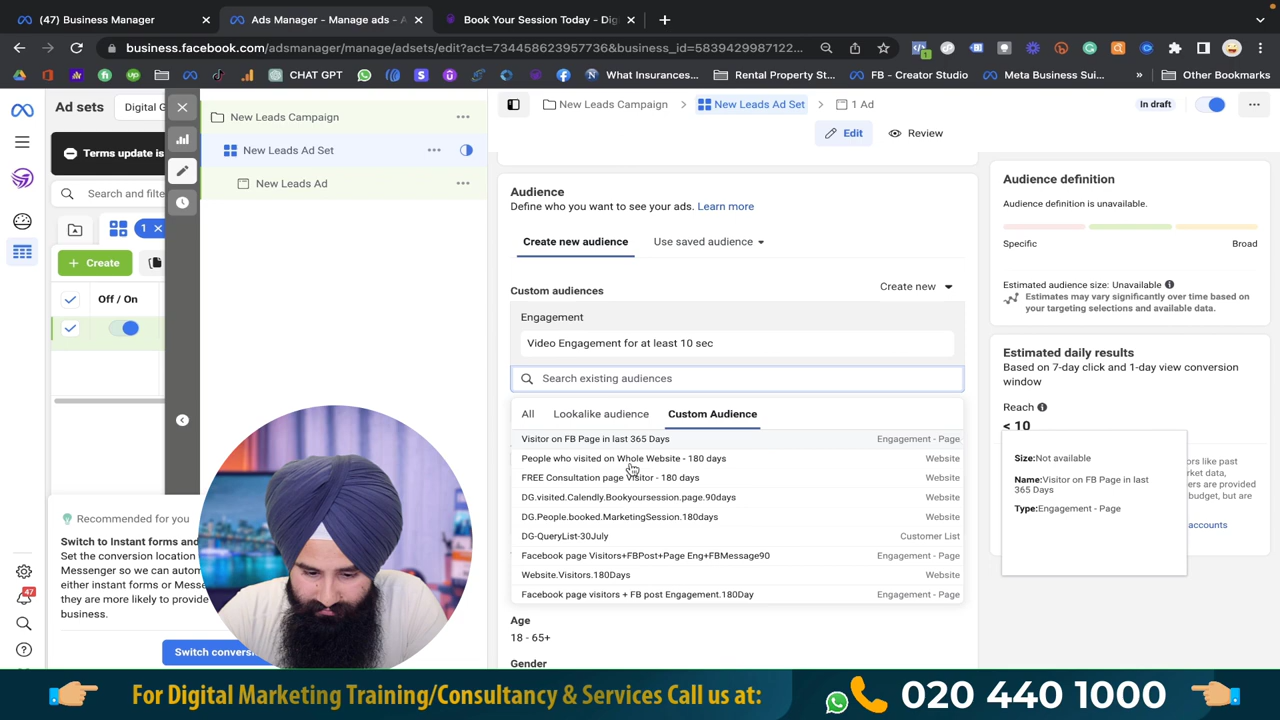 (47) Business Manager
Ads Manager - Manage ads - A
Book Your Session Today - Dig
business.facebook.com/adsmanager/manage/adsets/edit?act=734458623957736&business_id=5839429987122...
CHAT GPT
What Insurances...
Rental Property St...
FB - Creator Studio
Meta Business Sui...
»
Other Bookmarks
Ad sets
Digital G
New Leads Campaign
New Leads Ad Set
New Leads Ad
Terms update is
Search and filte
1
Create
Off / On
47
Recommended for you
Switch to Instant forms and
Set the conversion location
Messenger so we can autom
either instant forms or Mess
they are more likely to provide
business.
Switch convers
New Leads Campaign
New Leads Ad Set
1 Ad
In draft
Edit
Review
Audience
Define who you want to see your ads. Learn more
Create new audience
Use saved audience
Custom audiences
Create new
Engagement
Video Engagement for at least 10 sec
Search existing audiences
All
Lookalike audience
Custom Audience
Visitor on FB Page in last 365 Days
Engagement - Page
People who visited on Whole Website - 180 days
Website
FREE Consultation page Visitor - 180 days
Website
DG.visited.Calendly.Bookyoursession.page.90days
Website
DG.People.booked.MarketingSession.180days
Website
DG-QueryList-30July
Customer List
Facebook page Visitors+FBPost+Page Eng+FBMessage90
Engagement - Page
Website.Visitors.180Days
Website
Facebook page visitors + FB post Engagement.180Day
Engagement - Page
Age
18 - 65+
Gender
Audience definition
Audience definition is unavailable.
Specific
Broad
Estimated audience size: Unavailable
Estimates may vary significantly over time based on
your targeting selections and available data.
Estimated daily results
Based on 7-day click and 1-day view conversion
window
Reach
< 10
Size:Not available
Name:Visitor on FB Page in last
365 Days
Type:Engagement - Page
ors like past
rket data,
ers are provided
budget, but are
accounts
For Digital Marketing Training/Consultancy & Services Call us at:
020 440 1000